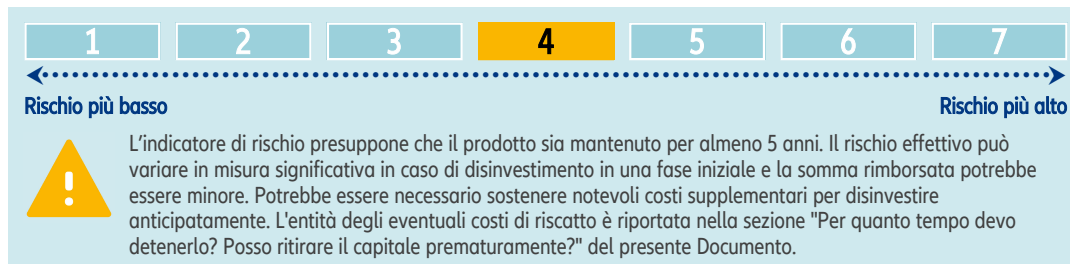 1 2 3 4 5 6 7
Rischio più basso Rischio più alto
L'indicatore di rischio presuppone che il prodotto sia mantenuto per almeno 5 anni. Il rischio effettivo può
variare in misura significativa in caso di disinvestimento in una fase iniziale e la somma rimborsata potrebbe
essere minore. Potrebbe essere necessario sostenere notevoli costi supplementari per disinvestire
anticipatamente. L'entità degli eventuali costi di riscatto è riportata nella sezione "Per quanto tempo devo
detenerlo? Posso ritirare il capitale prematuramente?" del presente Documento.